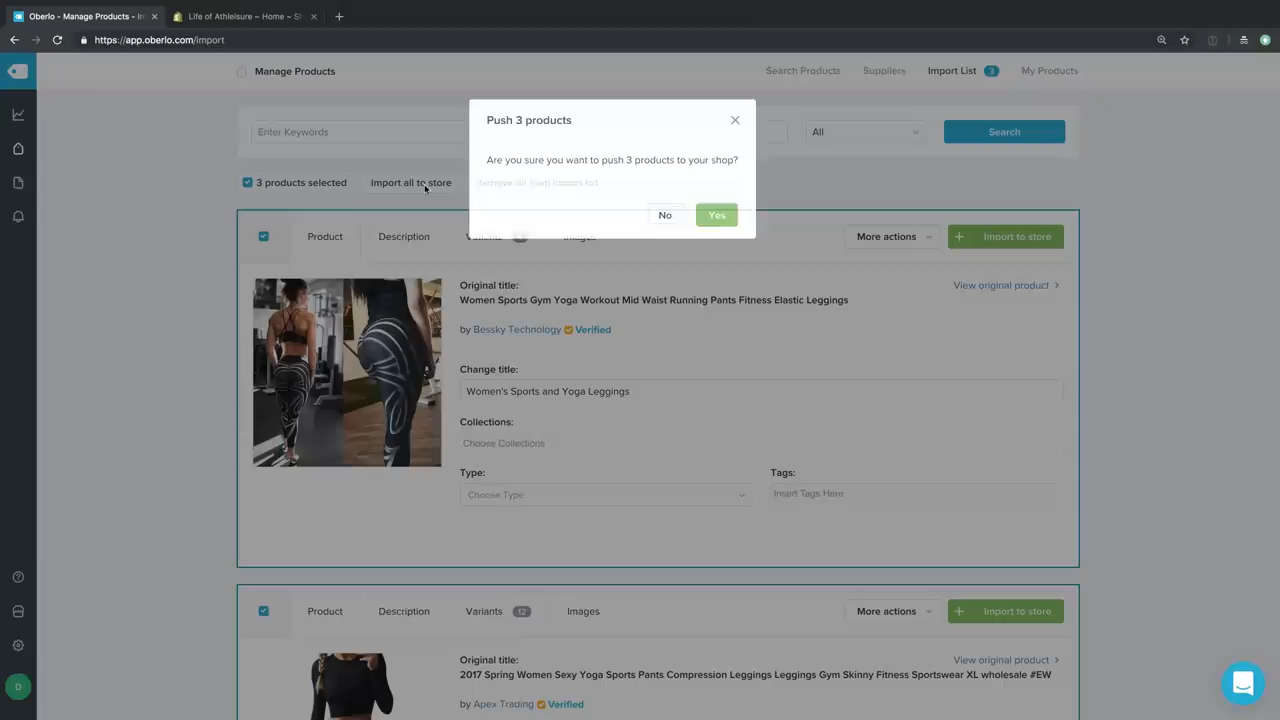 Oberlo - Manage Products - Im
Life of Athleisure ~ Home ~ S
https://app.oberlo.com/import
Manage Products
Search Products
Suppliers
Import List 3
My Products
Push 3 products
Enter Keywords
All
Search
Are you sure you want to push 3 products to your shop?
3 products selected
Import all to store
Remove all from import list
No
Yes
Product
Description
Variants
Images
More actions
+ Import to store
Original title:
View original product
Women Sports Gym Yoga Workout Mid Waist Running Pants Fitness Elastic Leggings
by Bessky Technology Verified
Change title:
Women's Sports and Yoga Leggings
Collections:
Choose Collections
Type:
Tags:
Choose Type
Insert Tags Here
Product
Description
Variants 12
Images
More actions
+ Import to store
Original title:
View original product
2017 Spring Women Sexy Yoga Sports Pants Compression Leggings Leggings Gym Skinny Fitness Sportswear XL wholesale #EW
by Apex Trading Verified
D